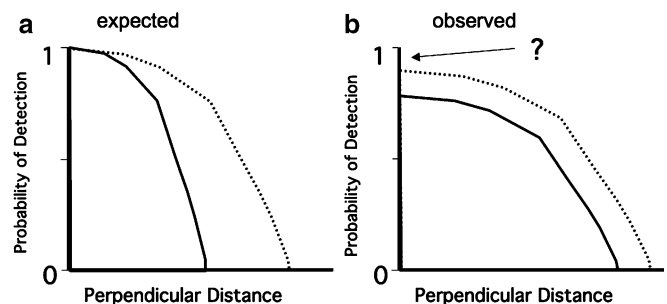 a expected
1
Probability of Detection
0
Perpendicular Distance
b observed
1
?
Probability of Detection
0
Perpendicular Distance